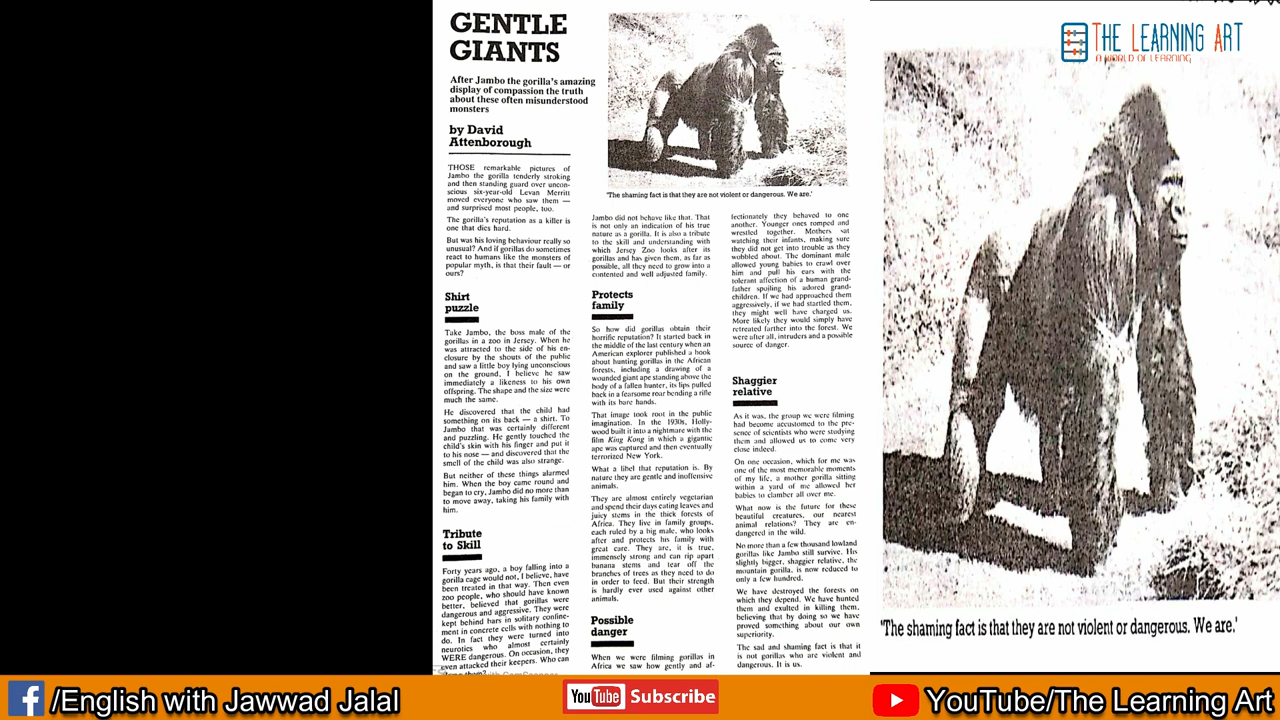 GENTLE
GIANTS
After Jambo the gorilla's amazing
display of compassion the truth
about these often misunderstood
monsters
by David
Attenborough
THOSE remarkable pictures of
Jambo the gorilla tenderly stroking
and then standing guard over uncon-
scious six-year-old Levan Merritt
moved everyone who saw them —
and surprised most people, too.
The gorilla's reputation as a killer is
one that dies hard.
But was his loving behaviour really so
unusual? And if gorillas do sometimes
react to humans like the monsters of
popular myth, is that their fault — or
ours?
Shirt
puzzle
Take Jambo, the boss male of the
gorillas in a zoo in Jersey. When he
was attracted to the side of his en-
closure by the shouts of the public
and saw a little boy lying unconscious
on the ground, I believe he saw
immediately a likeness to his own
offspring. The shape and the size were
much the same.
He discovered that the child had
something on its back — a shirt. To
Jambo that was certainly different
and puzzling. He gently touched the
child's skin with his finger and put it
to his nose — and discovered that the
smell of the child was also strange.
But neither of these things alarmed
him. When the boy came round and
began to cry, Jambo did no more than
to move away, taking his family with
him.
Tribute
to Skill
Forty years ago, a boy falling into a
gorilla cage would not, I believe, have
been treated in that way. Then even
zoo people, who should have known
better, believed that gorillas were
dangerous and aggressive. They were
kept behind bars in solitary confine-
ment in concrete cells with nothing to
do. In fact they were turned into
neurotics who almost certainly
WERE dangerous. On occasion, they
even attacked their keepers. Who can
'The shaming fact is that they are not violent or dangerous. We are.'
Jambo did not behave like that. That
is not only an indication of his true
nature as a gorilla. It is also a tribute
to the skill and understanding with
which Jersey Zoo looks after its
gorillas and has given them, as far as
possible, all they need to grow into a
contented and well adjusted family.
Protects
family
So how did gorillas obtain their
horrific reputation? It started back in
the middle of the last century when an
American explorer published a book
about hunting gorillas in the African
forests, including a drawing of a
wounded giant ape standing above the
body of a fallen hunter, its lips pulled
back in a fearsome roar bending a rifle
with its bare hands.
That image took root in the public
imagination. In the 1930s, Holly-
wood built it into a nightmare with the
film King Kong in which a gigantic
ape was captured and then eventually
terrorized New York.
What a libel that reputation is. By
nature they are gentle and inoffensive
animals.
They are almost entirely vegetarian
and spend their days eating leaves and
juicy stems in the thick forests of
Africa. They live in family groups,
each ruled by a big male, who looks
after and protects his family with
great care. They are, it is true,
immensely strong and can rip apart
banana stems and tear off the
branches of trees as they need to do
in order to feed. But their strength
is hardly ever used against other
animals.
Possible
danger
When we were filming gorillas in
Africa we saw how gently and af-
fectionately they behaved to one
another. Younger ones romped and
wrestled together. Mothers sat
watching their infants, making sure
they did not get into trouble as they
wobbled about. The dominant male
allowed young babies to crawl over
him and pull his ears with the
tolerant affection of a human grand-
father spoiling his adored grand-
children. If we had approached them
aggressively, if we had startled them,
they might well have charged us.
More likely they would simply have
retreated farther into the forest. We
were after all, intruders and a possible
source of danger.
Shaggier
relative
As it was, the group we were filming
had become accustomed to the pre-
sence of scientists who were studying
them and allowed us to come very
close indeed.
On one occasion, which for me was
one of the most memorable moments
of my life, a mother gorilla sitting
within a yard of me allowed her
babies to clamber all over me.
What now is the future for these
beautiful creatures, our nearest
animal relations? They are en-
dangered in the wild.
No more than a few thousand lowland
gorillas like Jambo still survive. His
slightly bigger, shaggier relative, the
mountain gorilla, is now reduced to
only a few hundred.
We have destroyed the forests on
which they depend. We have hunted
them and exulted in killing them,
believing that by doing so we have
proved something about our own
superiority.
The sad and shaming fact is that it
is not gorillas who are violent and
dangerous. It is us.
THE LEARNING ART
A WORLD OF LEARNING
'The shaming fact is that they are not violent or dangerous. We are.'
/English with Jawwad Jalal
YouTube Subscribe
YouTube/The Learning Art